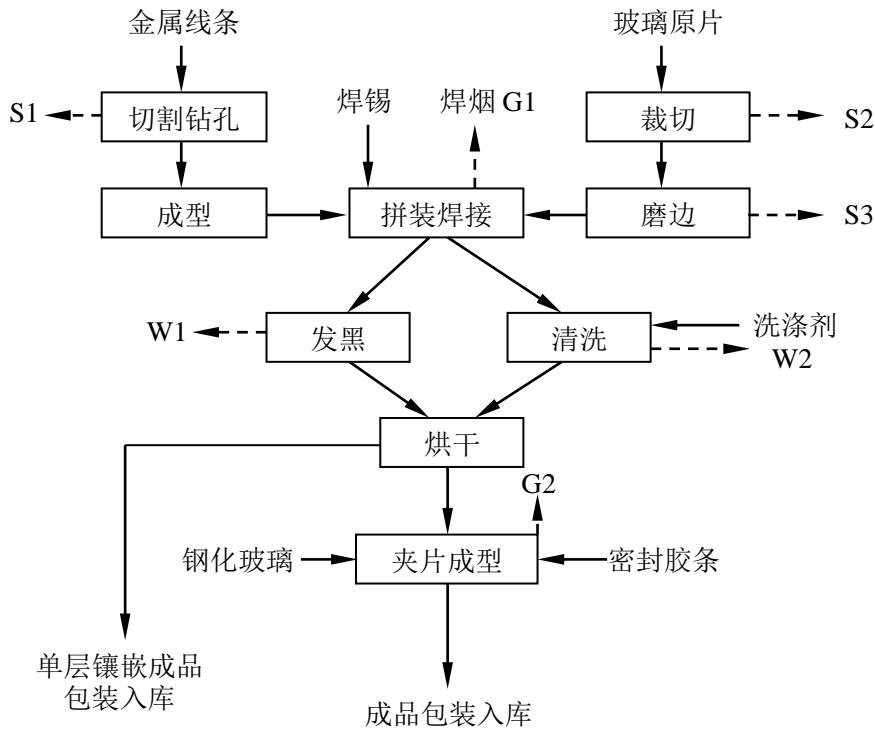 金属线条
玻璃原片
S1
切割钻孔
焊锡
焊烟 G1
裁切
S2
成型
拼装焊接
磨边
S3
W1
发黑
清洗
洗涤剂
W2
烘干
G2
钢化玻璃
夹片成型
密封胶条
单层镶嵌成品
包装入库
成品包装入库